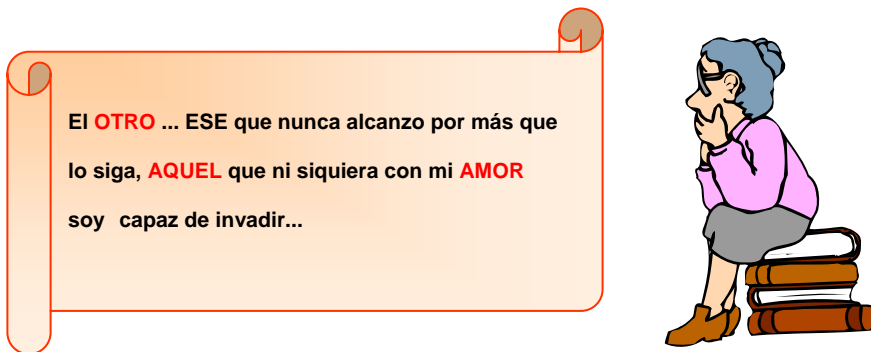 El OTRO ... ESE que nunca alcanzo por más que
lo siga, AQUEL que ni siquiera con mi AMOR
soy capaz de invadir...